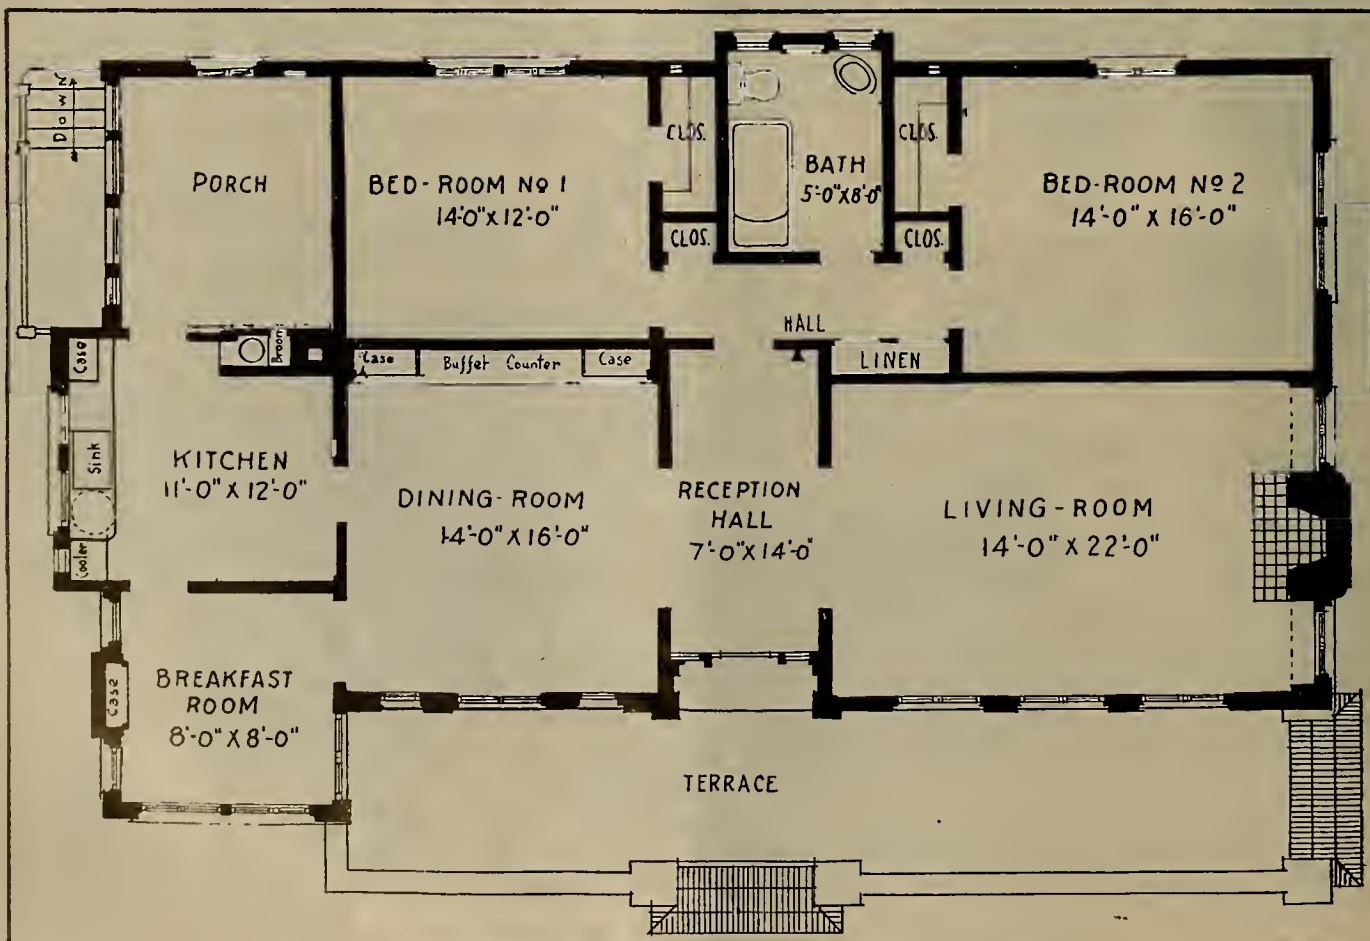 Down
PORCH
BED-ROOM No 1
14'-0" X 12'-0"
CLOS.
CLOS.
BATH
5'-0" X 8'-0"
CLOS.
CLOS.
BED-ROOM No 2
14'-0" X 16'-0"
HALL
LINEN
Case
Broom
Case
Buffet Counter
Case
Sink
KITCHEN
11'-0" X 12'-0"
Cooler
DINING-ROOM
14'-0" X 16'-0"
RECEPTION
HALL
7'-0" X 14'-0"
LIVING-ROOM
14'-0" X 22'-0"
Case
BREAKFAST
ROOM
8'-0" X 8'-0"
TERRACE